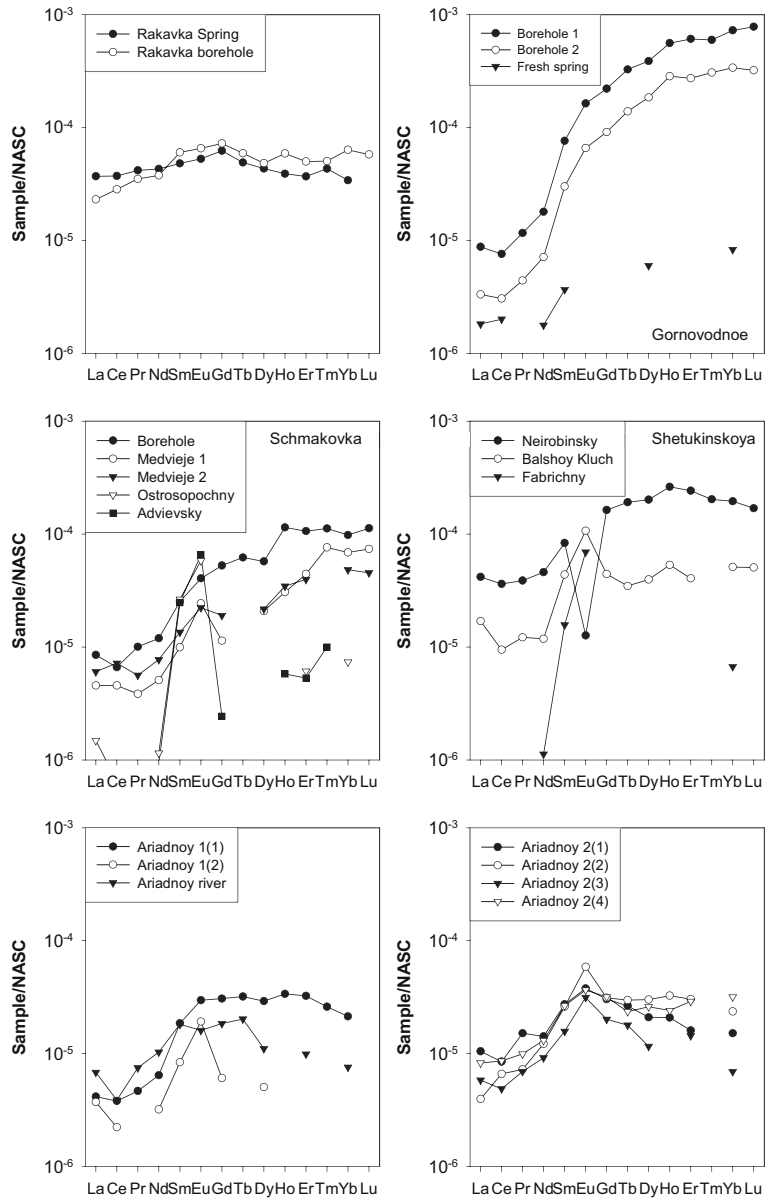 10-3
Rakavka Spring
Rakavka borehole
10-4
10-5
10-6
Sample/NASC
La Ce Pr Nd Sm Eu Gd Tb Dy Ho Er Tm Yb Lu
10-3
Borehole 1
Borehole 2
Fresh spring
10-4
10-5
10-6
Sample/NASC
Gornovodnoe
La Ce Pr Nd Sm Eu Gd Tb Dy Ho Er Tm Yb Lu
10-3
Borehole
Medvieje 1
Medvieje 2
Ostrosopochny
Advievsky
Schmakovka
10-4
10-5
10-6
Sample/NASC
La Ce Pr Nd Sm Eu Gd Tb Dy Ho Er Tm Yb Lu
10-3
Neirobinsky
Balshoy Kluch
Fabrichny
Shetukinskoya
10-4
10-5
10-6
Sample/NASC
La Ce Pr Nd Sm Eu Gd Tb Dy Ho Er Tm Yb Lu
10-3
Ariadnoy 1(1)
Ariadnoy 1(2)
Ariadnoy river
10-4
10-5
10-6
Sample/NASC
La Ce Pr Nd Sm Eu Gd Tb Dy Ho Er Tm Yb Lu
10-3
Ariadnoy 2(1)
Ariadnoy 2(2)
Ariadnoy 2(3)
Ariadnoy 2(4)
10-4
10-5
10-6
Sample/NASC
La Ce Pr Nd Sm Eu Gd Tb Dy Ho Er Tm Yb Lu